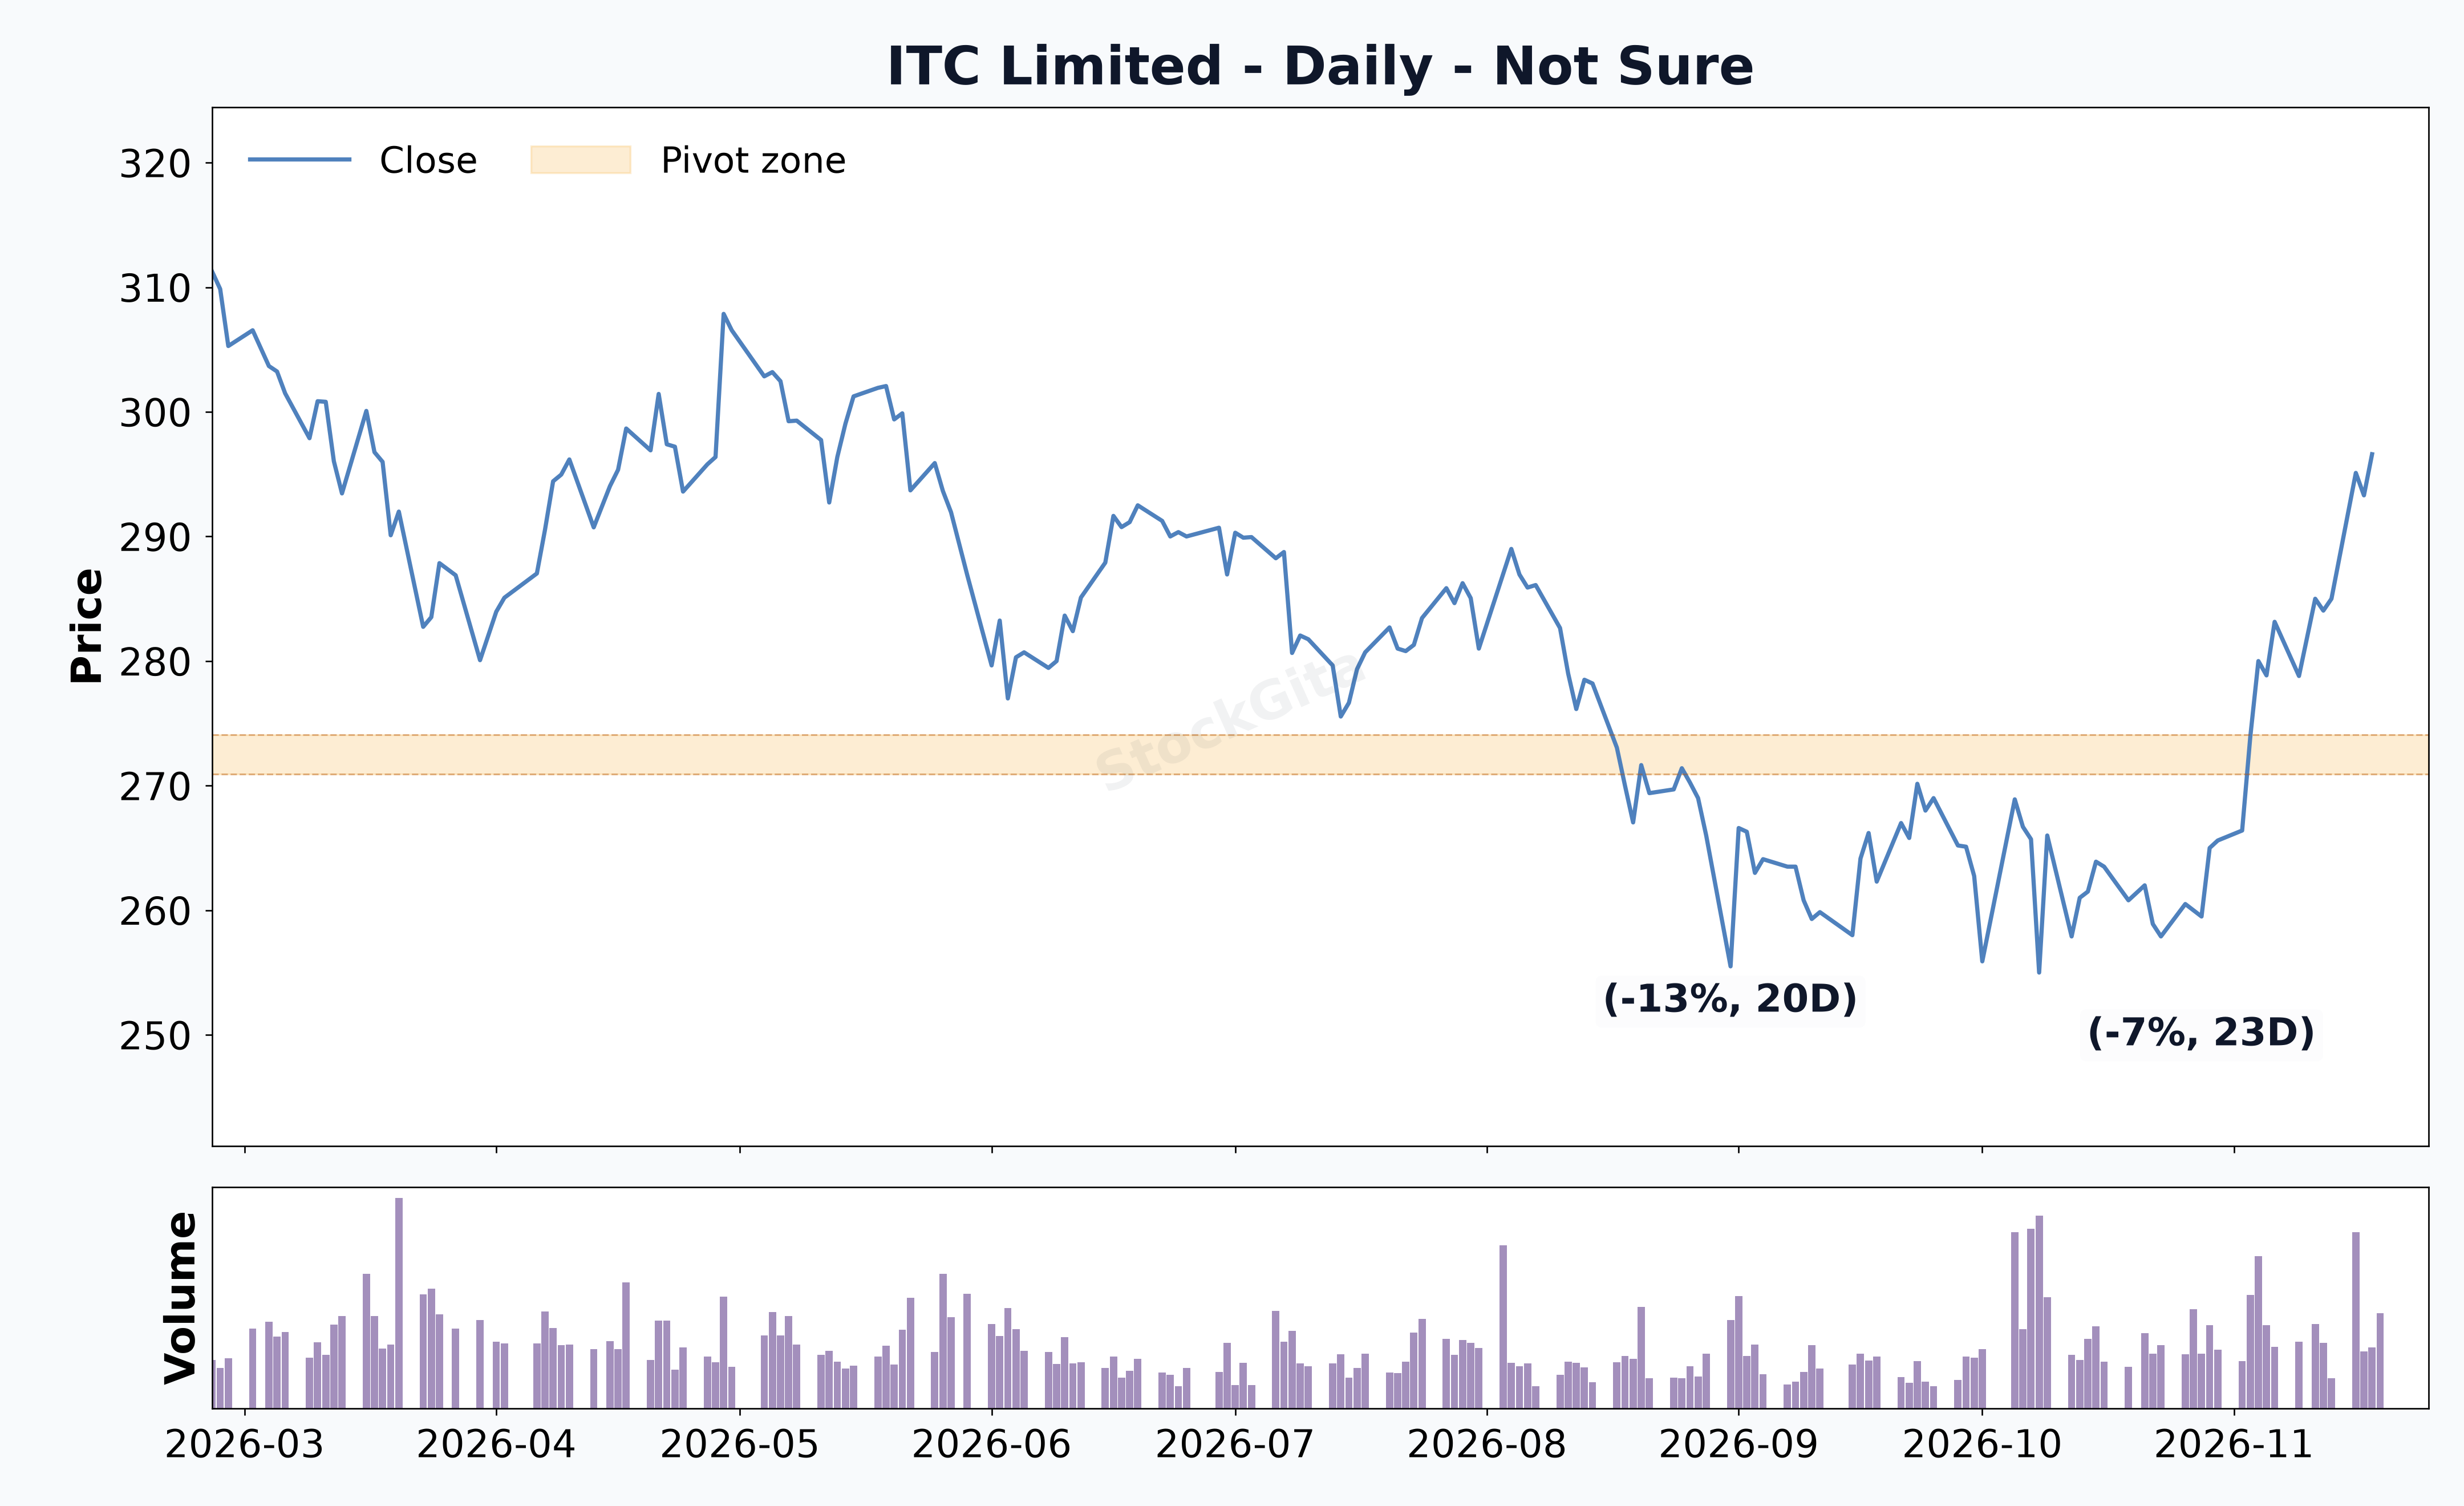 ITC Limited - Daily - Not Sure
Close
Pivot zone
320
310
300
290
280
270
260
250
Price
StockGita
(-13%, 20D)
(-7%, 23D)
Volume
2026-03
2026-04
2026-05
2026-06
2026-07
2026-08
2026-09
2026-10
2026-11